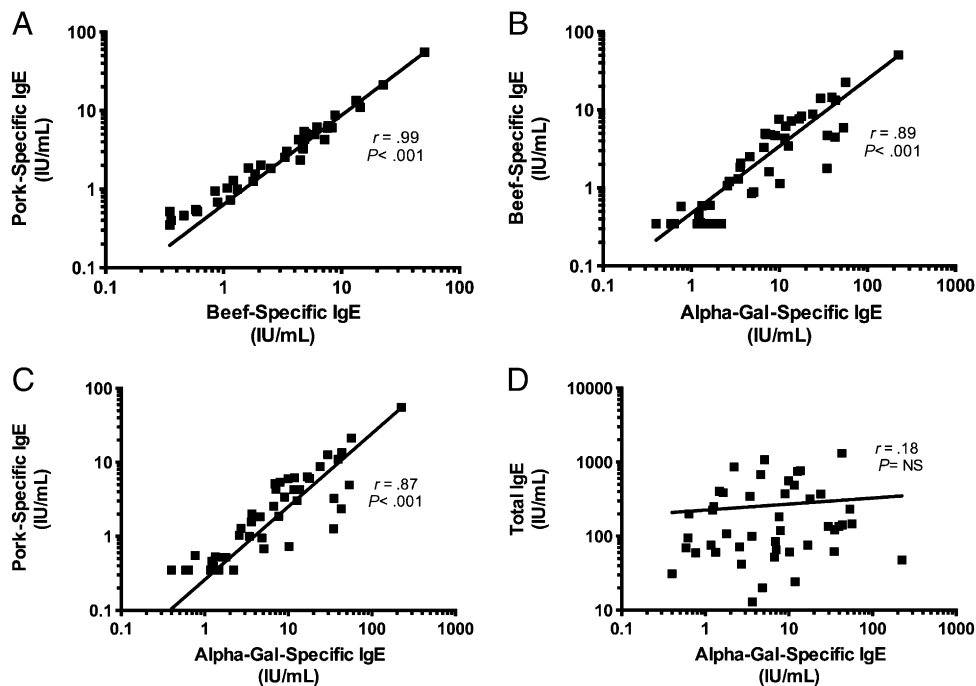 A
100
10
1
0.1
Pork-Specific IgE
(IU/mL)
r = .99
P< .001
0.1
1
10
100
Beef-Specific IgE
(IU/mL)
B
100
10
1
0.1
Beef-Specific IgE
(IU/mL)
r = .89
P< .001
0.1
1
10
100
1000
Alpha-Gal-Specific IgE
(IU/mL)
C
100
10
1
0.1
Pork-Specific IgE
(IU/mL)
r = .87
P< .001
0.1
1
10
100
1000
Alpha-Gal-Specific IgE
(IU/mL)
D
10000
1000
100
10
Total IgE
(IU/mL)
r = .18
P= NS
0.1
1
10
100
1000
Alpha-Gal-Specific IgE
(IU/mL)